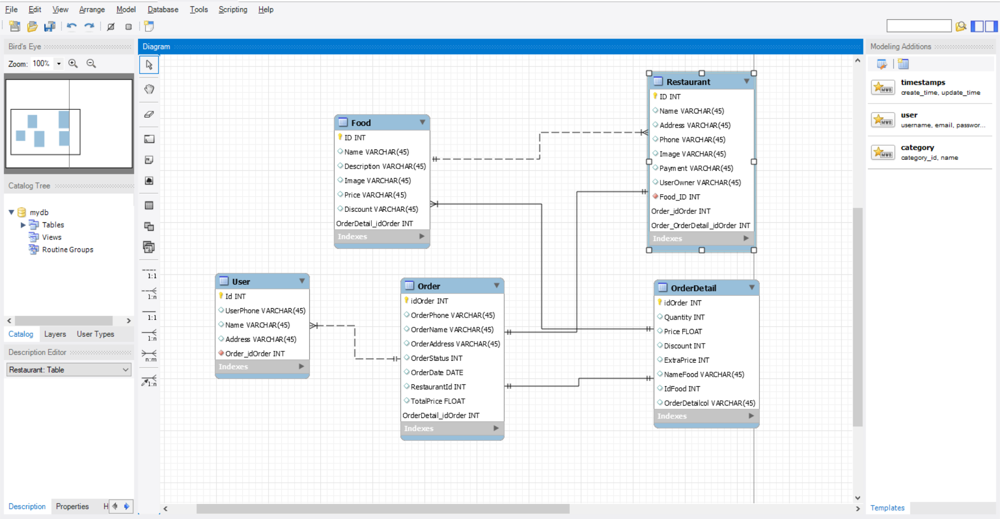 File Edit View Arrange Model Database Tools Scripting Help
Bird's Eye
Zoom: 100%
Catalog Tree
mydb
Tables
Views
Routine Groups
Catalog Layers User Types
Description Editor
Restaurant: Table
Description Properties H
Diagram
1:1
1:n
1:1
1:n
n:m
1:n
Food
ID INT
Name VARCHAR(45)
Description VARCHAR(45)
Image VARCHAR(45)
Price VARCHAR(45)
Discount VARCHAR(45)
OrderDetail_idOrder INT
Indexes
Restaurant
ID INT
Name VARCHAR(45)
Address VARCHAR(45)
Phone VARCHAR(45)
Image VARCHAR(45)
Payment VARCHAR(45)
UserOwner VARCHAR(45)
Food_ID INT
Order_idOrder INT
Order_OrderDetail_idOrder INT
Indexes
User
Id INT
UserPhone VARCHAR(45)
Name VARCHAR(45)
Address VARCHAR(45)
Order_idOrder INT
Indexes
Order
idOrder INT
OrderPhone VARCHAR(45)
OrderName VARCHAR(45)
OrderAddress VARCHAR(45)
OrderStatus INT
OrderDate DATE
RestaurantId INT
TotalPrice FLOAT
OrderDetail_idOrder INT
Indexes
OrderDetail
idOrder INT
Quantity INT
Price FLOAT
Discount INT
ExtraPrice INT
NameFood VARCHAR(45)
IdFood INT
OrderDetailcol VARCHAR(45)
Indexes
Modeling Additions
MWB
timestamps
create_time, update_time
MWB
user
username, email, passwor...
MWB
category
category_id, name
Templates